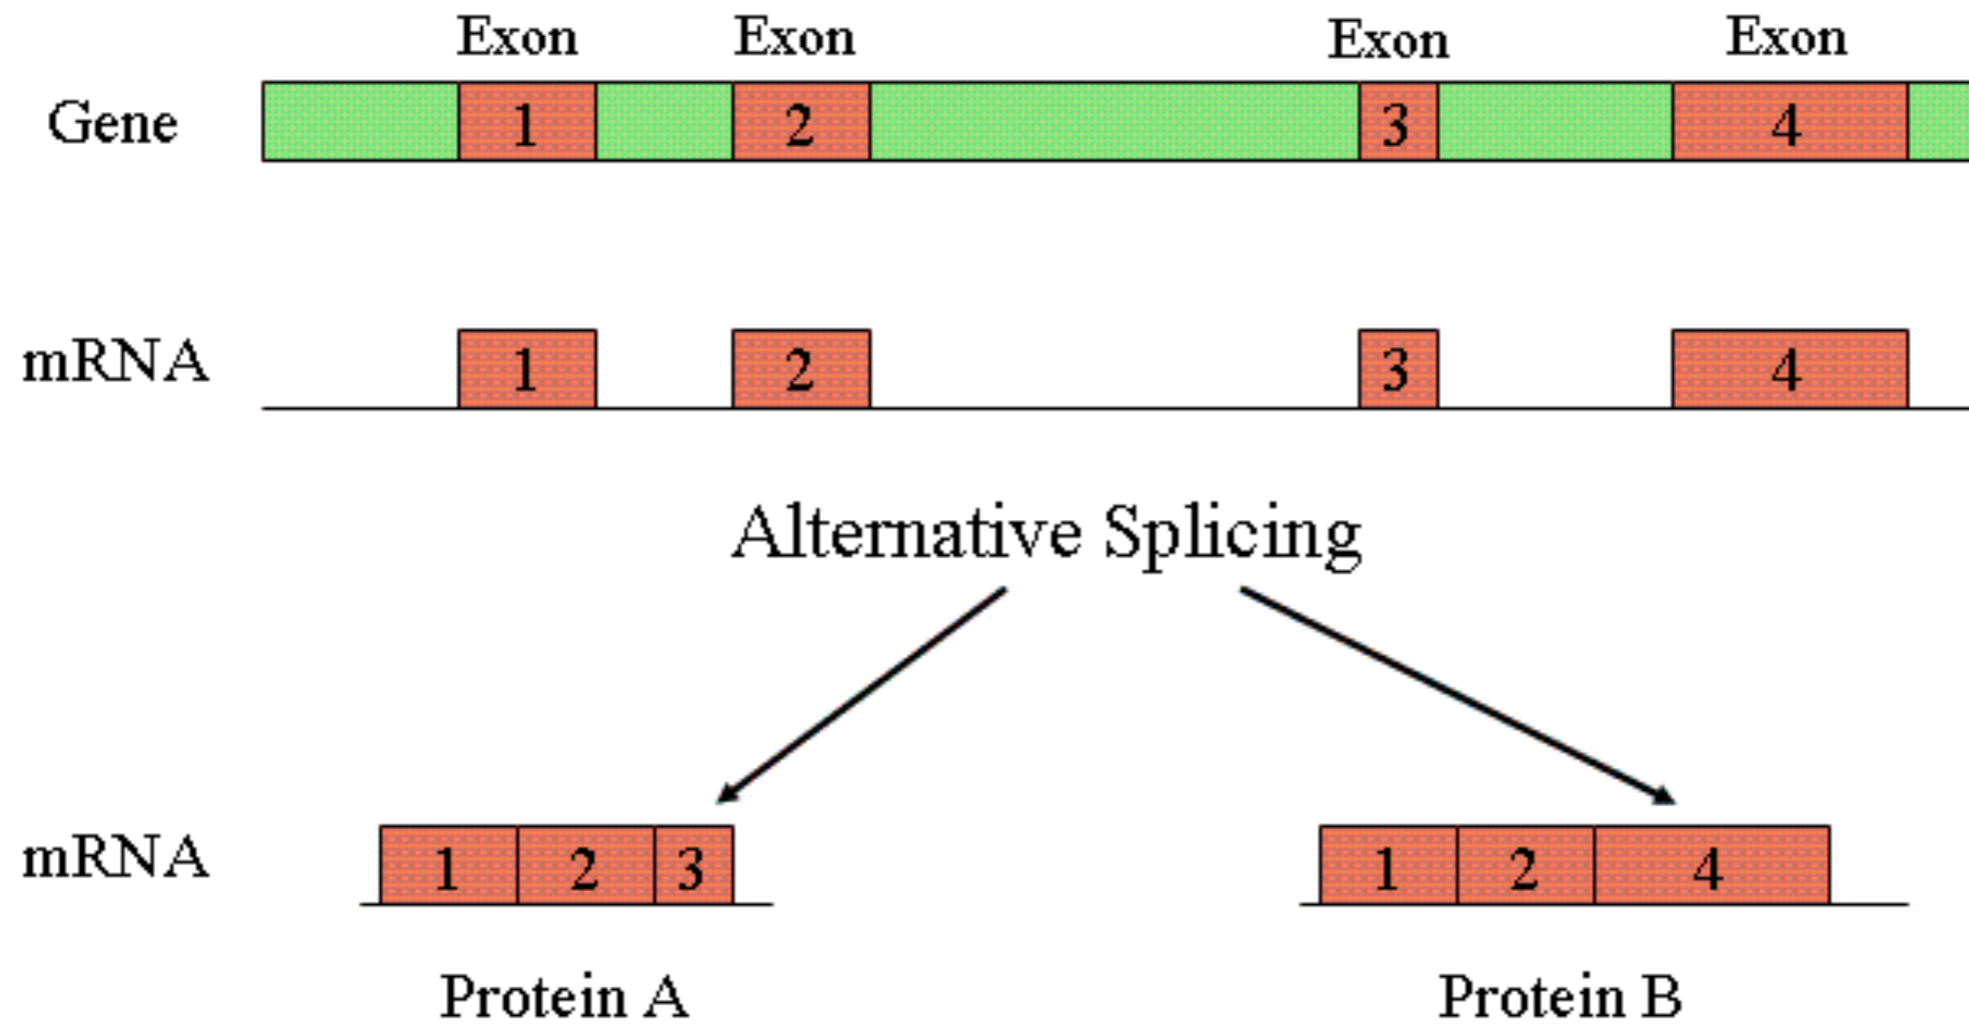 Exon Exon Exon Exon
Gene 1 2 3 4
mRNA 1 2 3 4
Alternative Splicing
mRNA 1 2 3 1 2 4
Protein A Protein B